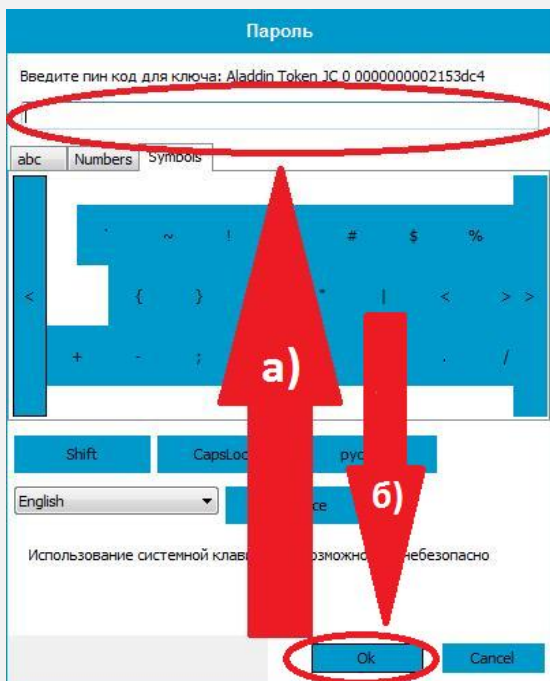 Пароль
Введите пин код для ключа: Aladdin Token JC 0 0000000002153dc4
abc Numbers Symbols
` ~ ! # $ %
< { } * | < > >
+ - ; . /
а)
Shift
б)
English
Использование системной небезопасно
Ok Cancel